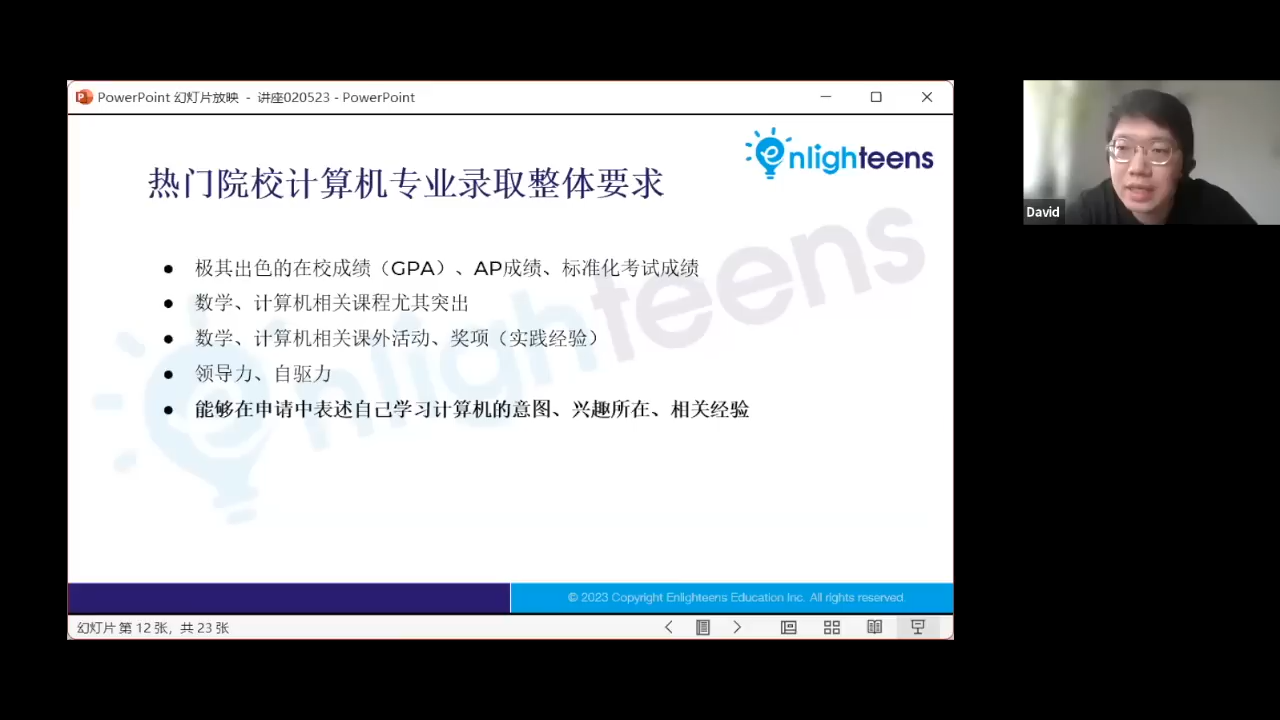 PowerPoint 幻灯片放映 - 讲座020523 - PowerPoint
enlighteens
热门院校计算机专业录取整体要求
enlighteens
● 极其出色的在校成绩（GPA）、AP成绩、标准化考试成绩
● 数学、计算机相关课程尤其突出
● 数学、计算机相关课外活动、奖项（实践经验）
● 领导力、自驱力
● 能够在申请中表述自己学习计算机的意图、兴趣所在、相关经验
© 2023 Copyright Enlighteens Education Inc. All rights reserved.
幻灯片 第 12 张，共 23 张
David